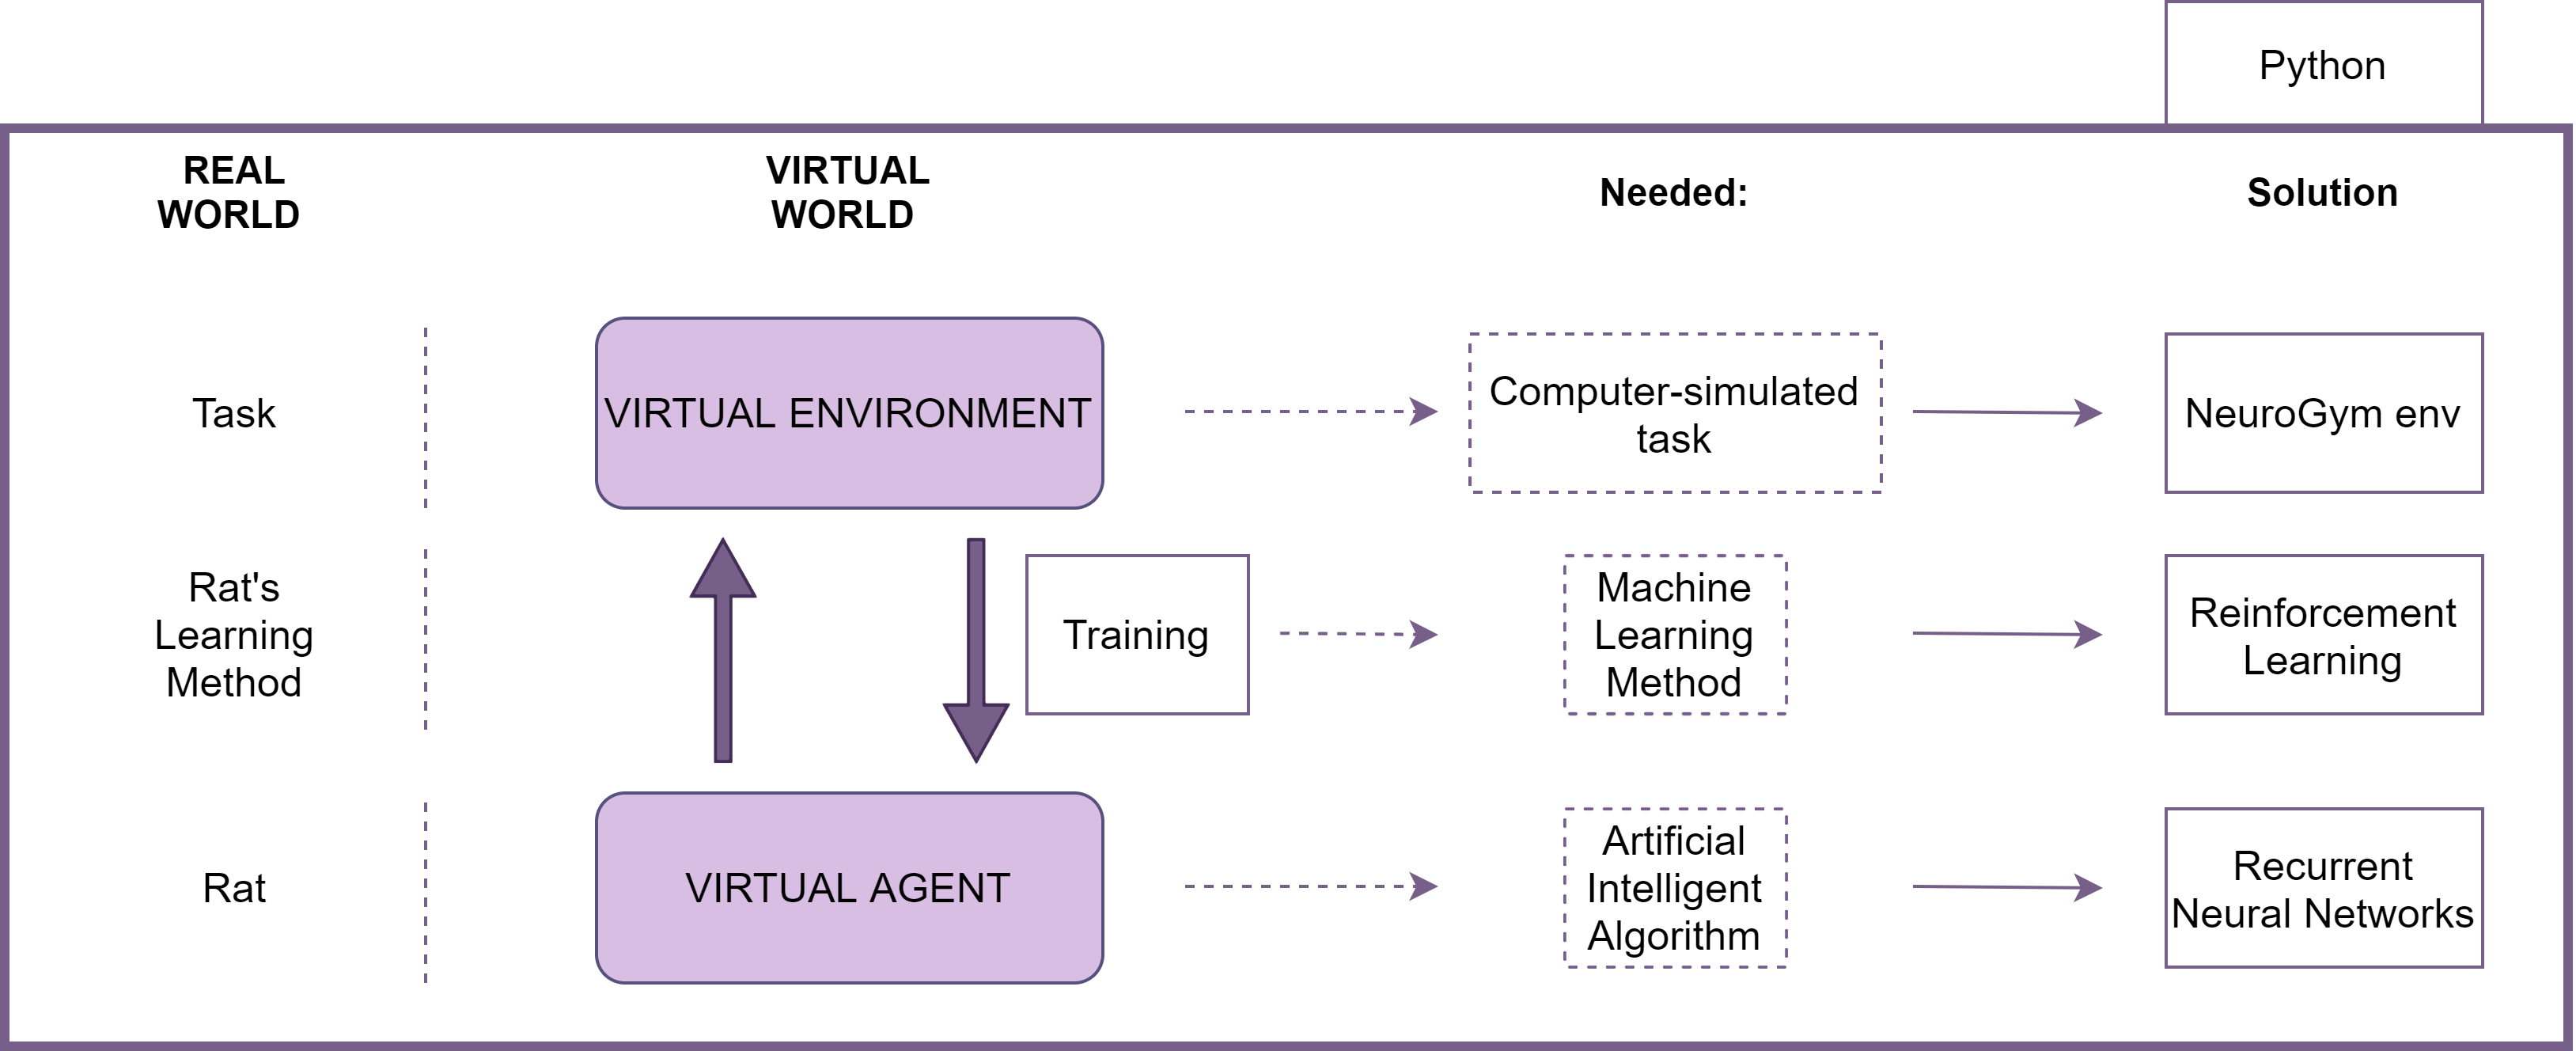 Python
REAL
WORLD
VIRTUAL
WORLD
Needed:
Solution
Task
VIRTUAL ENVIRONMENT
Computer-simulated
task
NeuroGym env
Rat's
Learning
Method
Training
Machine
Learning
Method
Reinforcement
Learning
Rat
VIRTUAL AGENT
Artificial
Intelligent
Algorithm
Recurrent
Neural Networks